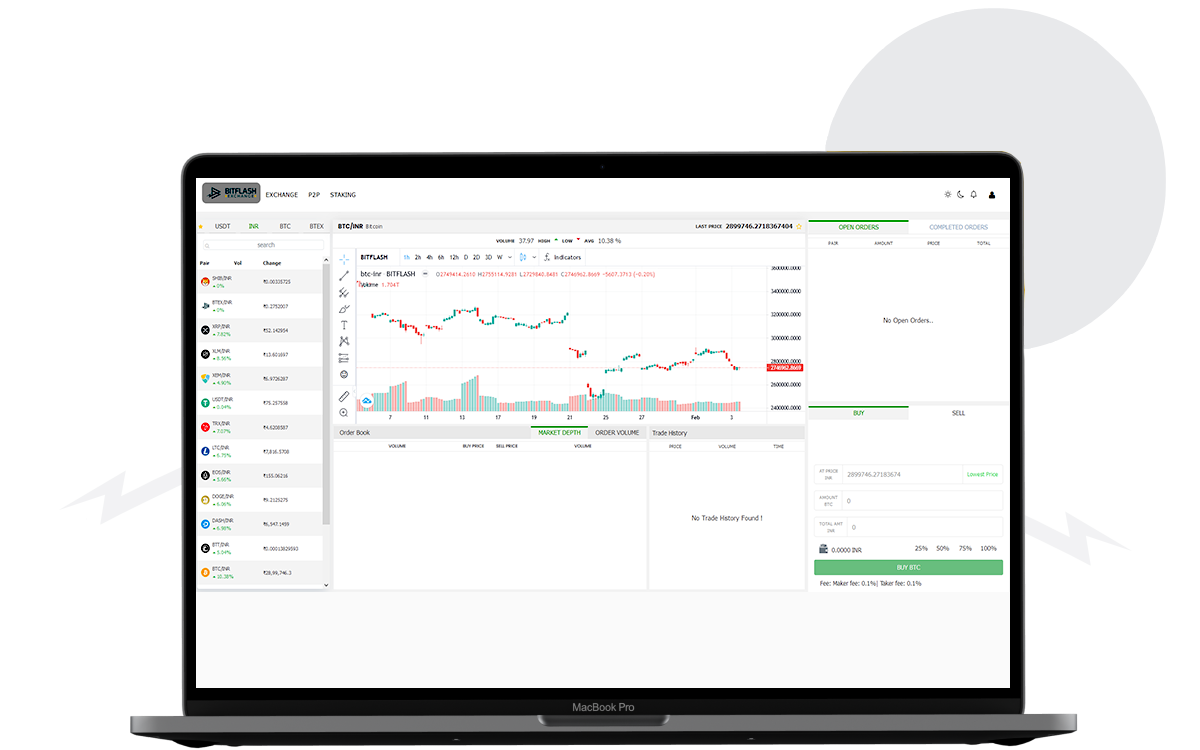 BITFLASH
EXCHANGE
EXCHANGE P2P STAKING
USDT INR BTC BTEX
search
Pair Vol Change
SHIB/INR
0% ₹0.00335725
BTEX/INR
0% ₹0.2752007
XRP/INR
7.62% ₹52.142954
XLM/INR
8.56% ₹13.601697
XEM/INR
4.90% ₹6.9726287
USDT/INR
0.04% ₹75.257558
TRX/INR
7.07% ₹4.6208587
LTC/INR
6.75% ₹7,816.5708
EOS/INR
5.66% ₹155.06216
DOGE/INR
6.06% ₹9.2125275
DASH/INR
6.98% ₹6,547.1459
BTT/INR
5.04% ₹0.00013829593
BTC/INR
10.38% ₹28,99,746.3
BTC/INR Bitcoin LAST PRICE 2899746.2718367404
VOLUME 37.97 HIGH LOW AVG 10.38 %
BITFLASH 1h 2h 4h 6h 12h D 2D 3D W Indicators
btc-inr BITFLASH O2749414.2610 H2755114.9281 L2729840.8481 C2746962.8669 -5607.3713 (-0.20%)
Volume 1.704T
3600000.0000
3400000.0000
3200000.0000
3000000.0000
2800000.0000
2746962.8669
2600000.0000
2400000.0000
7 11 13 17 19 21 25 27 Feb 3
Order Book MARKET DEPTH ORDER VOLUME
VOLUME BUY PRICE SELL PRICE VOLUME
Trade History
PRICE VOLUME TIME
No Trade History Found !
OPEN ORDERS COMPLETED ORDERS
PAIR AMOUNT PRICE TOTAL
No Open Orders..
BUY SELL
AT PRICE
INR
2899746.27183674 Lowest Price
AMOUNT
BTC
0
TOTAL AMT
INR
0
0.0000 INR 25% 50% 75% 100%
BUY BTC
Fee: Maker fee: 0.1%| Taker fee: 0.1%
MacBook Pro